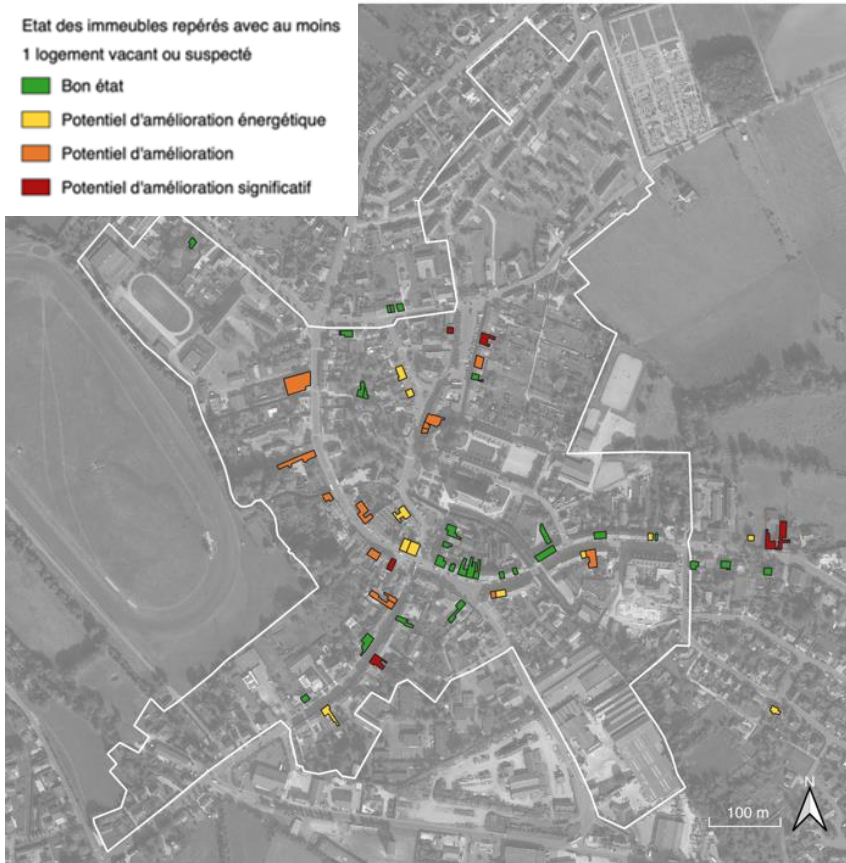 Etat des immeubles repérés avec au moins
1 logement vacant ou suspecté
Bon état
Potentiel d'amélioration énergétique
Potentiel d'amélioration
Potentiel d'amélioration significatif
N
100 m